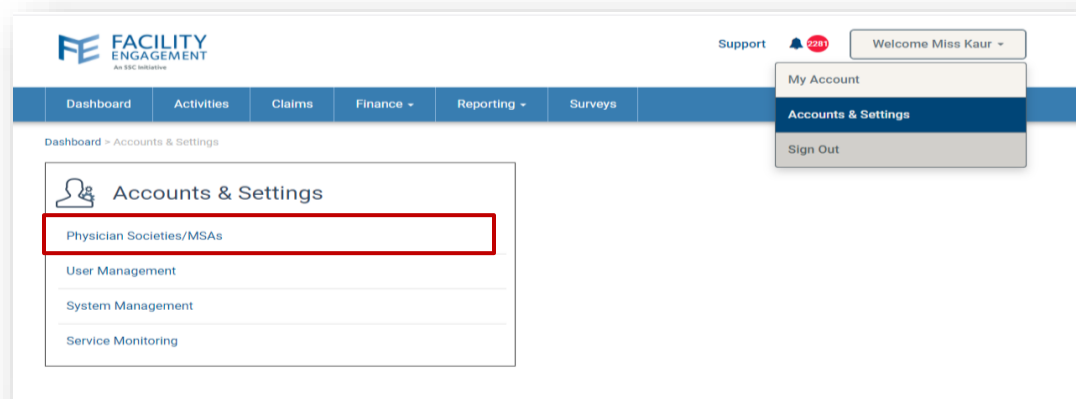 FACILITY
ENGAGEMENT
An SSC Initiative
Support
2281
Welcome Miss Kaur
My Account
Accounts & Settings
Sign Out
Dashboard Activities Claims Finance Reporting Surveys
Dashboard > Accounts & Settings
Accounts & Settings
Physician Societies/MSAs
User Management
System Management
Service Monitoring